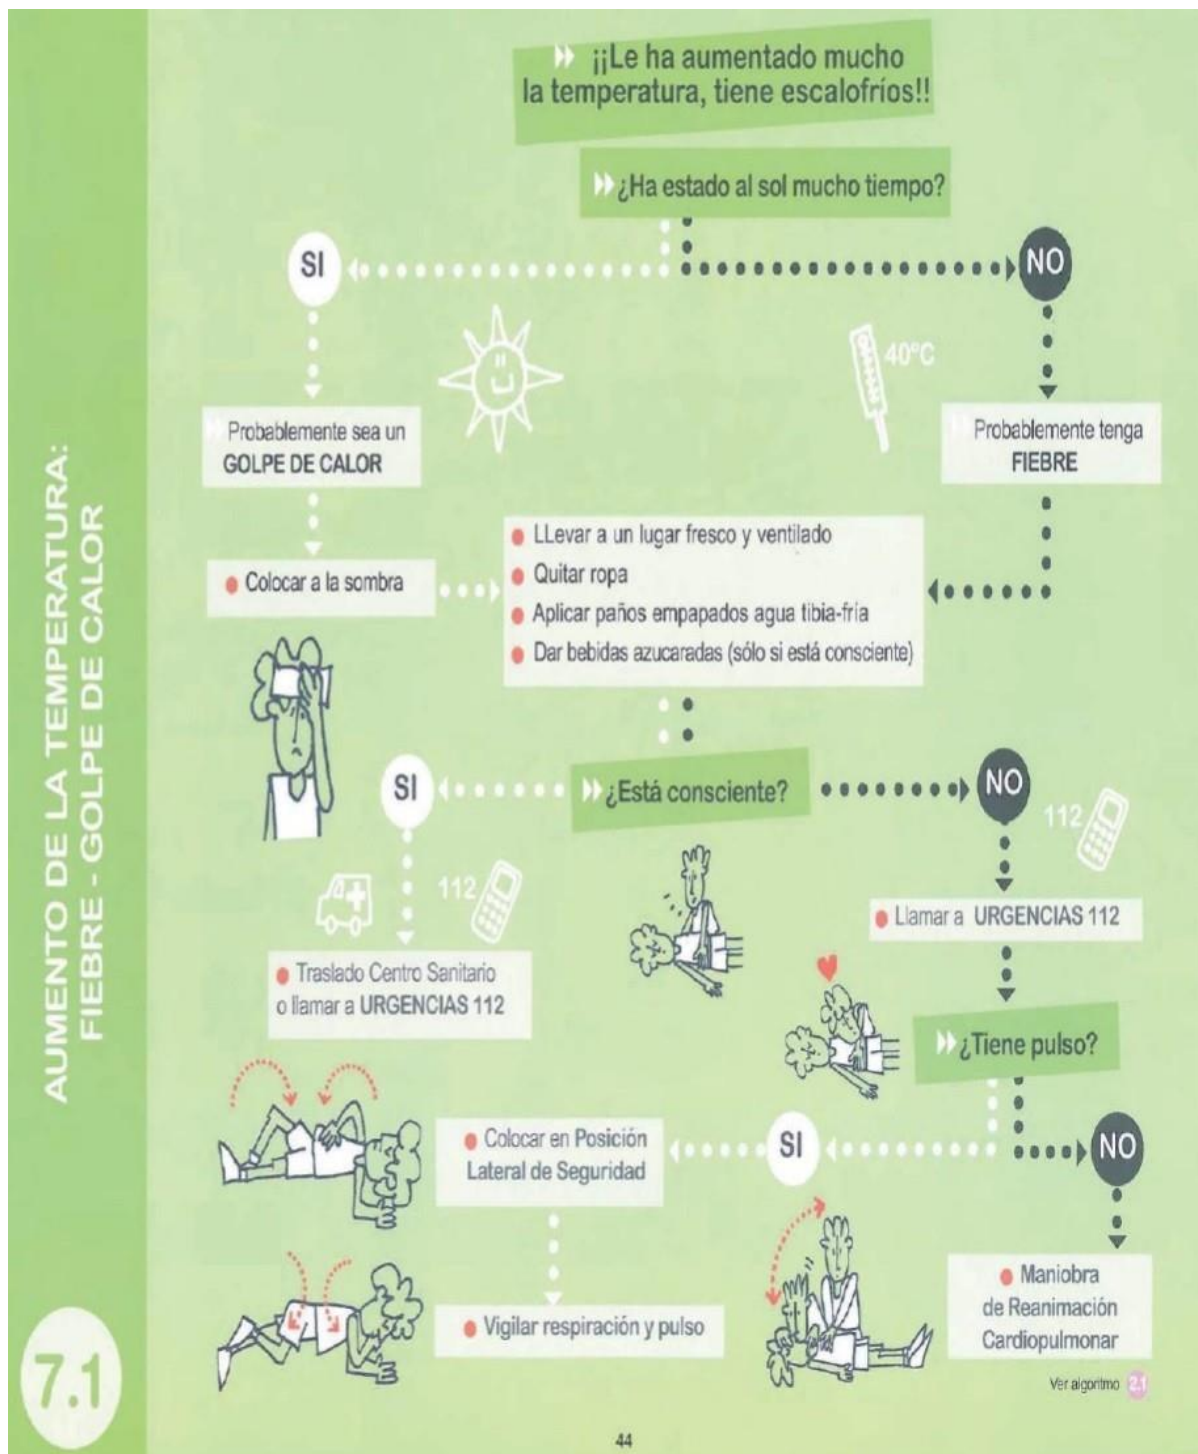 ¡¡Le ha aumentado mucho
la temperatura, tiene escalofríos!!
¿Ha estado al sol mucho tiempo?
SI
NO
40ºC
Probablemente sea un
GOLPE DE CALOR
Probablemente tenga
FIEBRE
Colocar a la sombra
LLevar a un lugar fresco y ventilado
Quitar ropa
Aplicar paños empapados agua tibia-fría
Dar bebidas azucaradas (sólo si está consciente)
¿Está consciente?
SI
NO
112
112
Traslado Centro Sanitario
o llamar a URGENCIAS 112
Llamar a URGENCIAS 112
¿Tiene pulso?
SI
NO
Colocar en Posición
Lateral de Seguridad
Vigilar respiración y pulso
Maniobra
de Reanimación
Cardiopulmonar
Ver algoritmo 2.1
AUMENTO DE LA TEMPERATURA:
FIEBRE - GOLPE DE CALOR
7.1
44